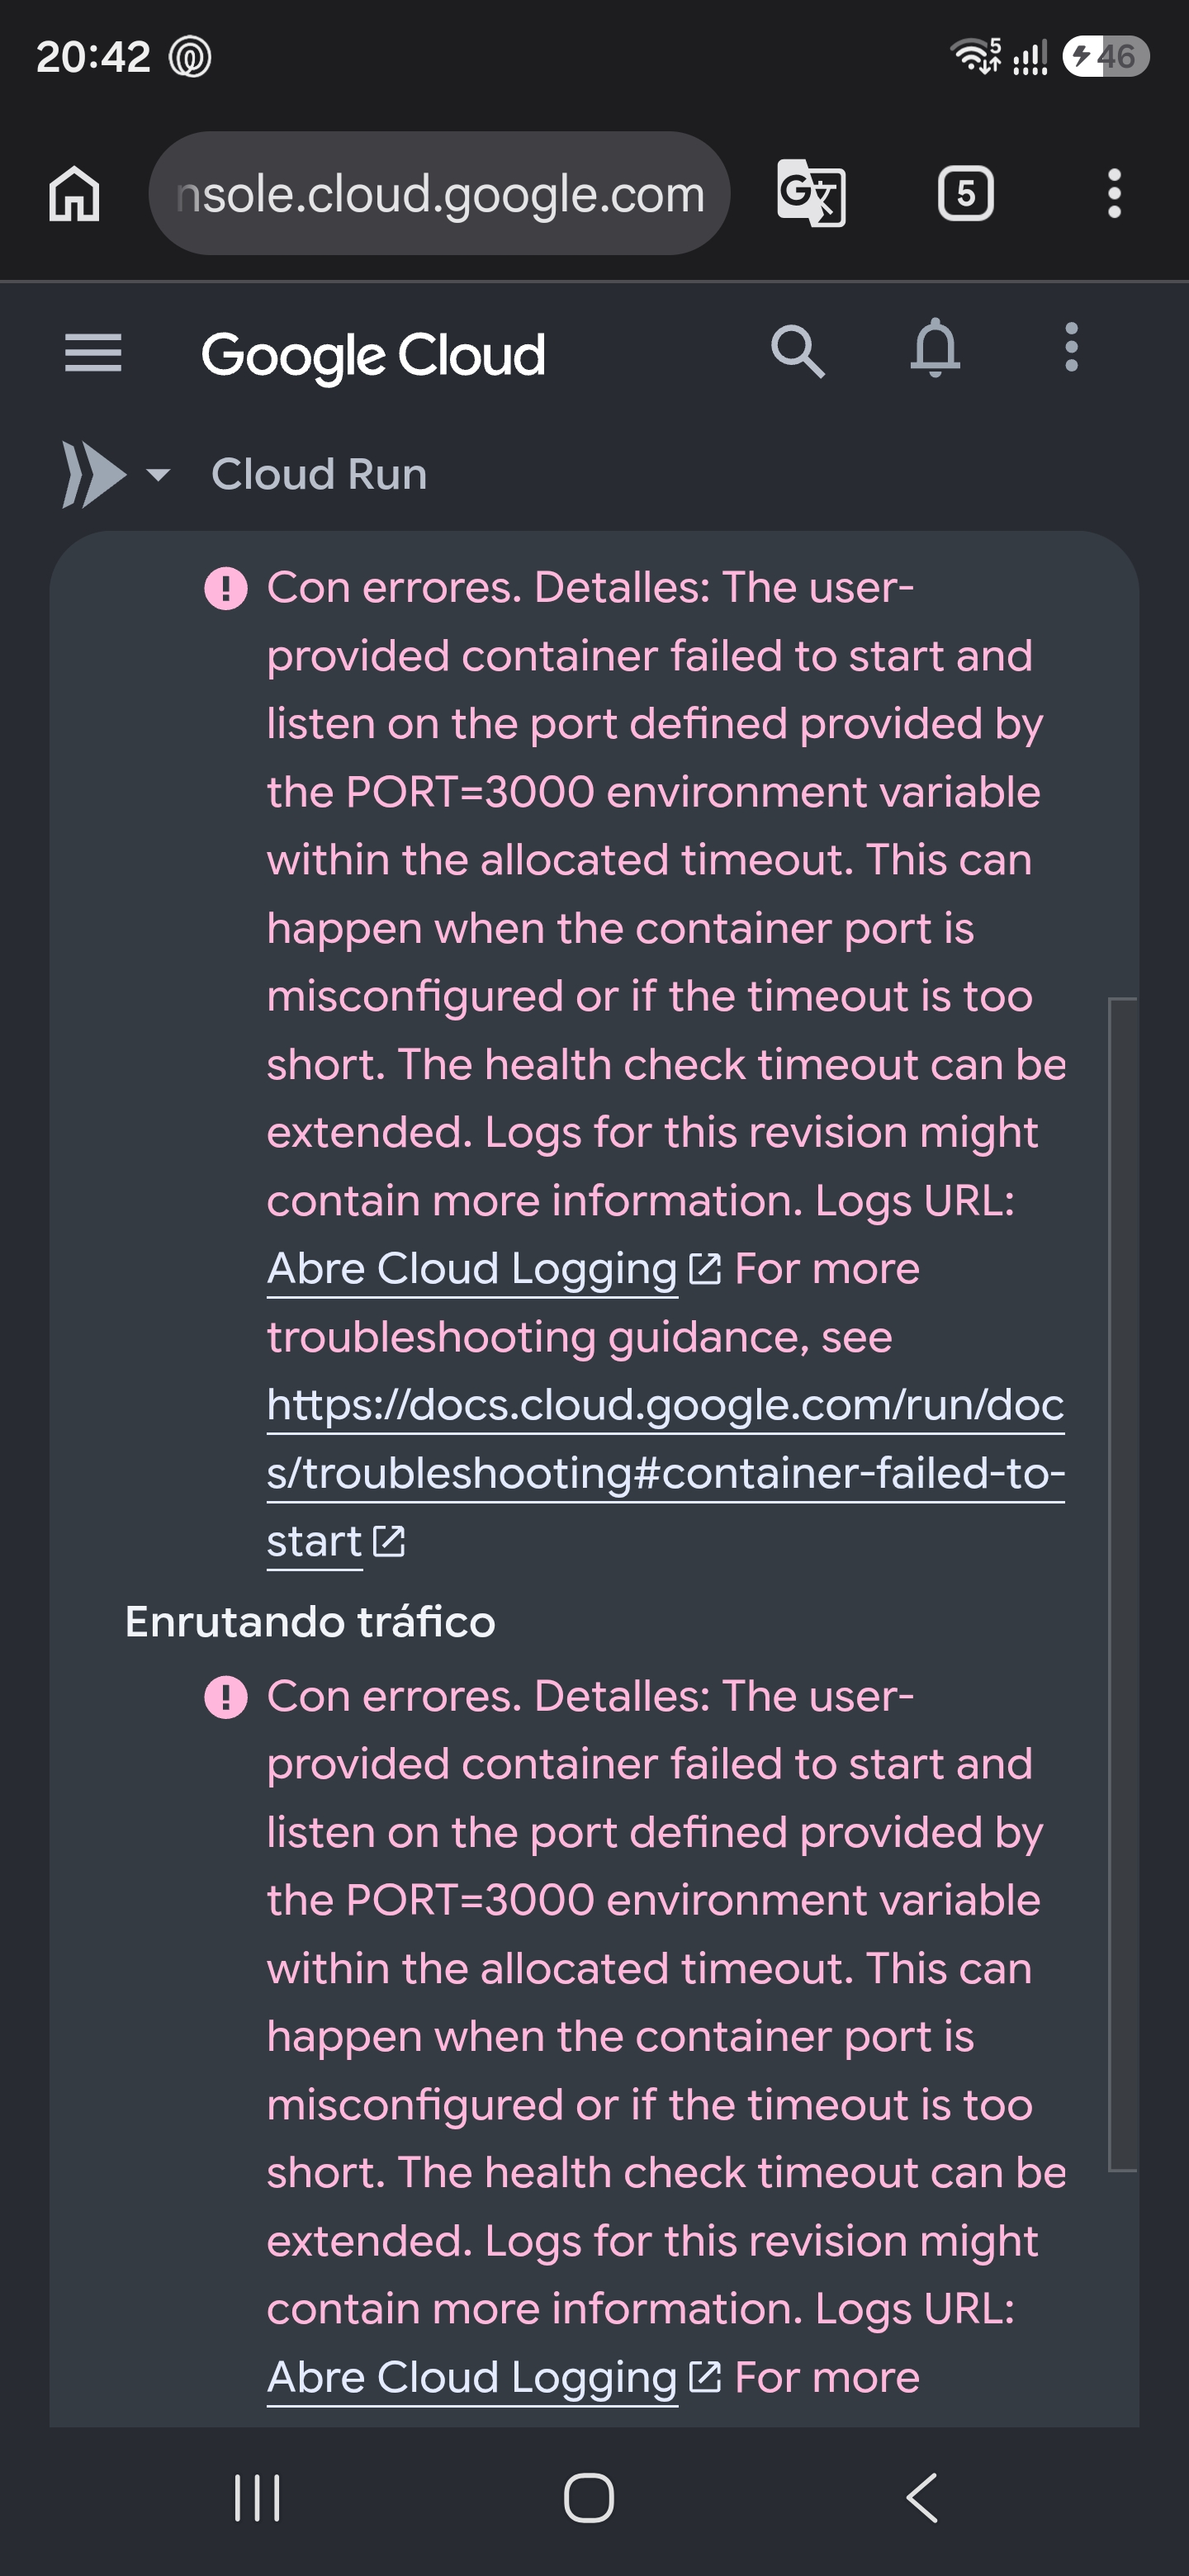 20:42
5
46
nsole.cloud.google.com
G
5
Google Cloud
Cloud Run
Con errores. Detalles: The user-
provided container failed to start and
listen on the port defined provided by
the PORT=3000 environment variable
within the allocated timeout. This can
happen when the container port is
misconfigured or if the timeout is too
short. The health check timeout can be
extended. Logs for this revision might
contain more information. Logs URL:
Abre Cloud Logging For more
troubleshooting guidance, see
https://docs.cloud.google.com/run/doc
s/troubleshooting#container-failed-to-
start
Enrutando tráfico
Con errores. Detalles: The user-
provided container failed to start and
listen on the port defined provided by
the PORT=3000 environment variable
within the allocated timeout. This can
happen when the container port is
misconfigured or if the timeout is too
short. The health check timeout can be
extended. Logs for this revision might
contain more information. Logs URL:
Abre Cloud Logging For more